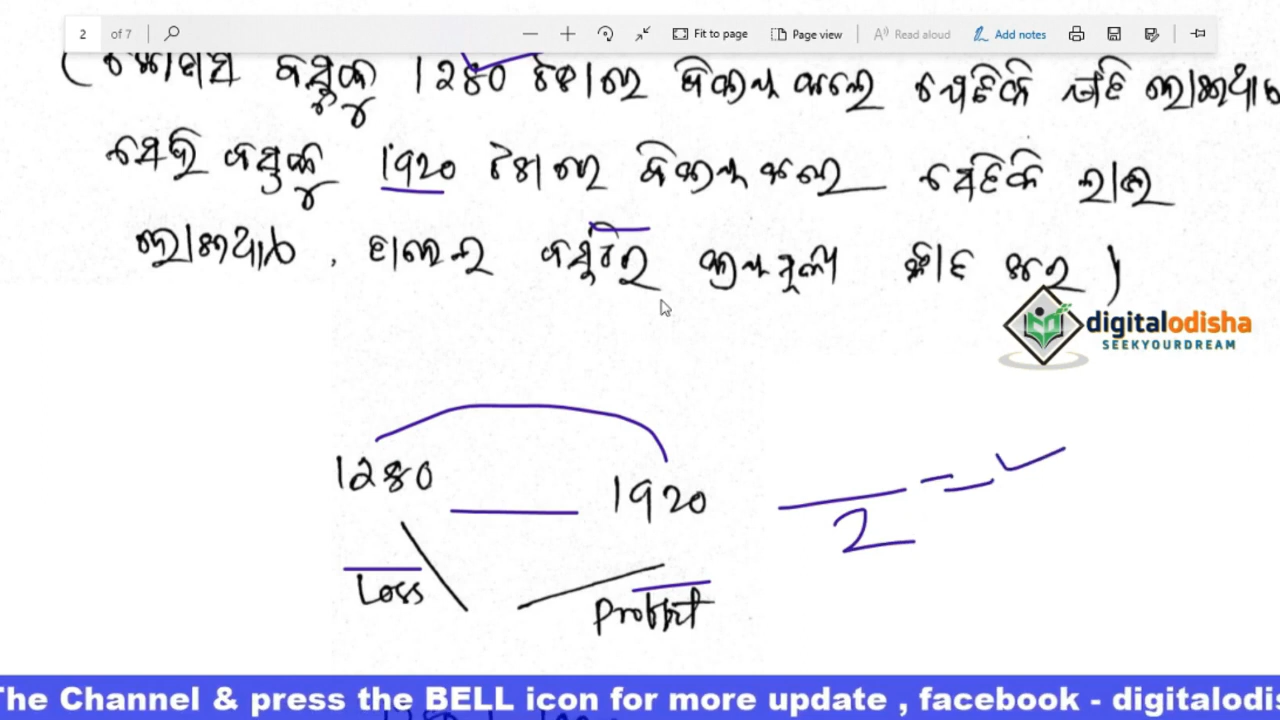 2 of 7 Fit to page Page view Read aloud Add notes
ବସ୍ତୁକୁ 1280 ଟଙ୍କାରେ ବିକ୍ରୟ କଲେ ଯେତିକି କ୍ଷତି
ସେହି ବସ୍ତୁକୁ 1920 ଟଙ୍କାରେ ବିକ୍ରୟ କଲେ ସେତିକି ଲାଭ
ହୋଇଥାଏ , ତାହେଲେ ବସ୍ତୁଟିର କ୍ରୟମୂଲ୍ୟ ସ୍ଥିର କର )
digitalodisha
SEEKYOURDREAM
1280 1920
2
Loss Profit
The Channel & press the BELL icon for more update , facebook - digitalodis